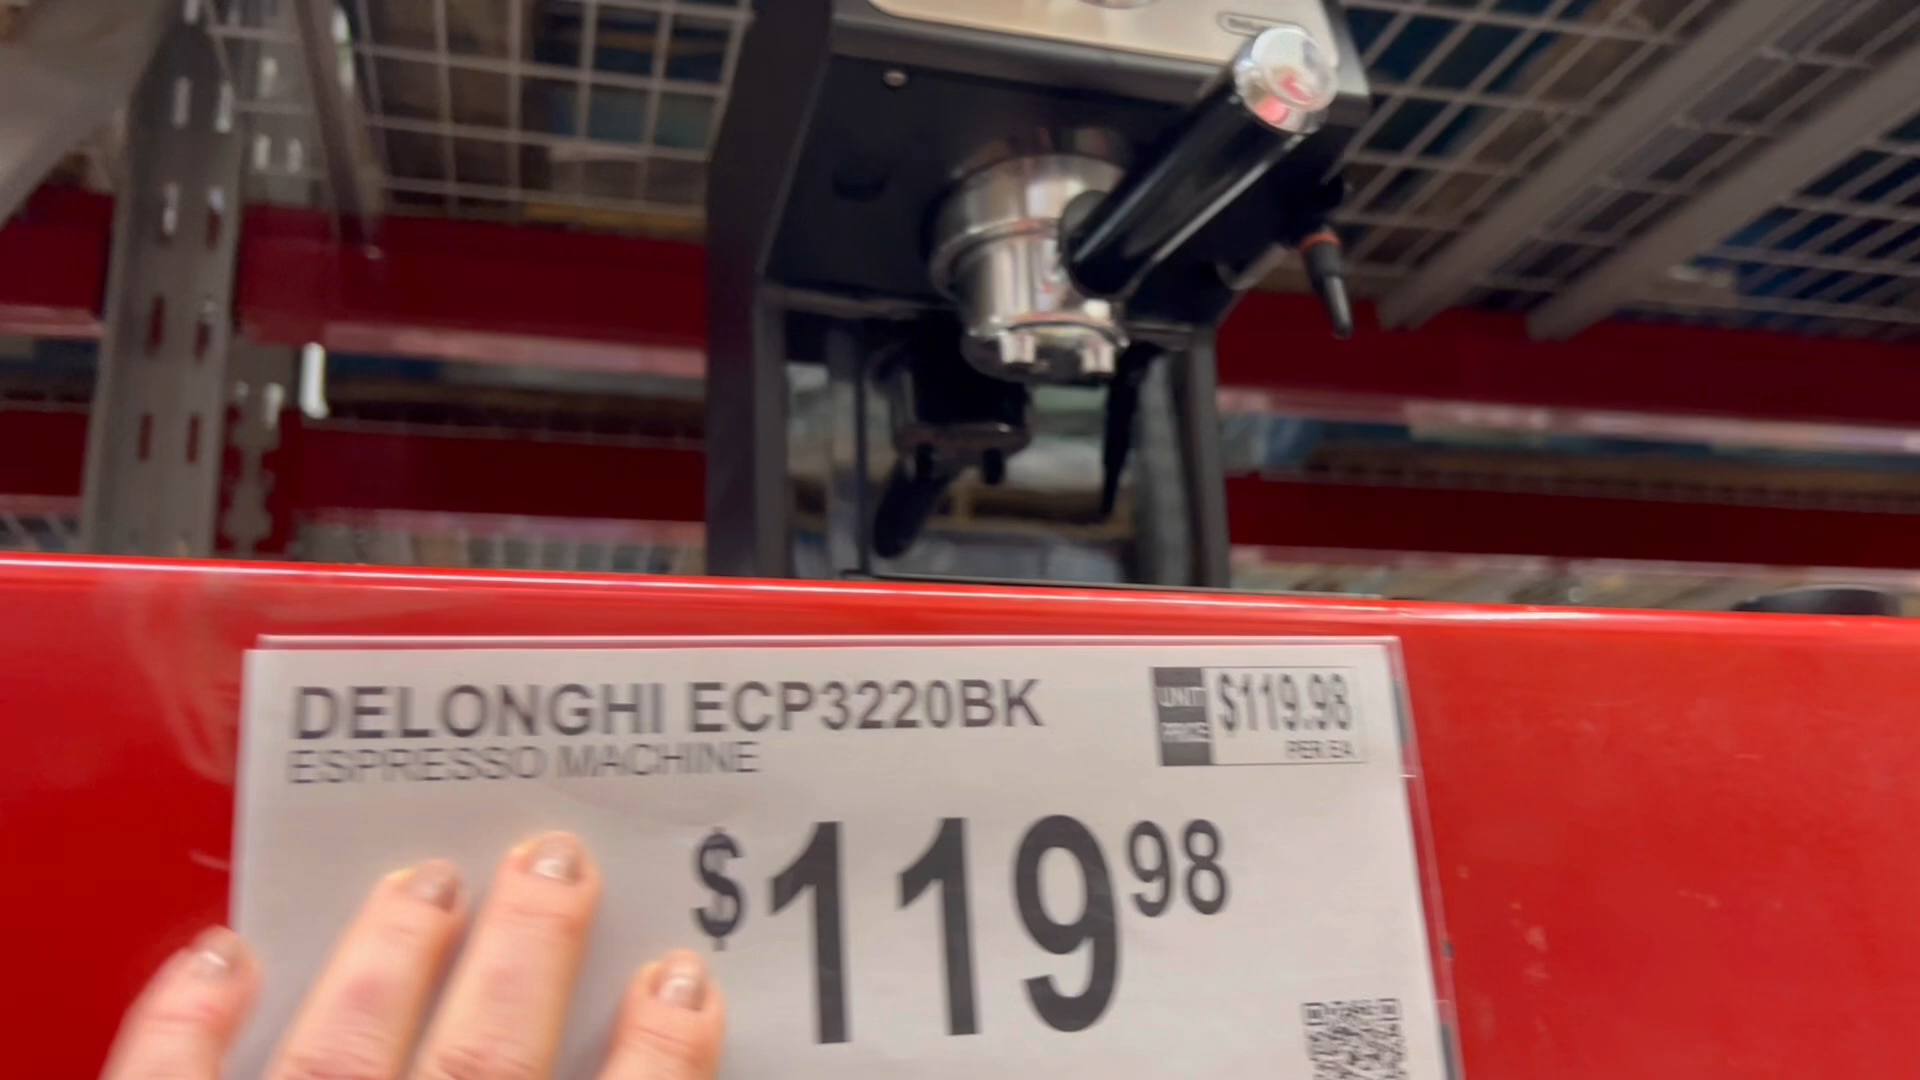 DELONGHI ECP3220BK
ESPRESSO MACHINE
UNIT PRICE
$119.98
PER EA
$119 98